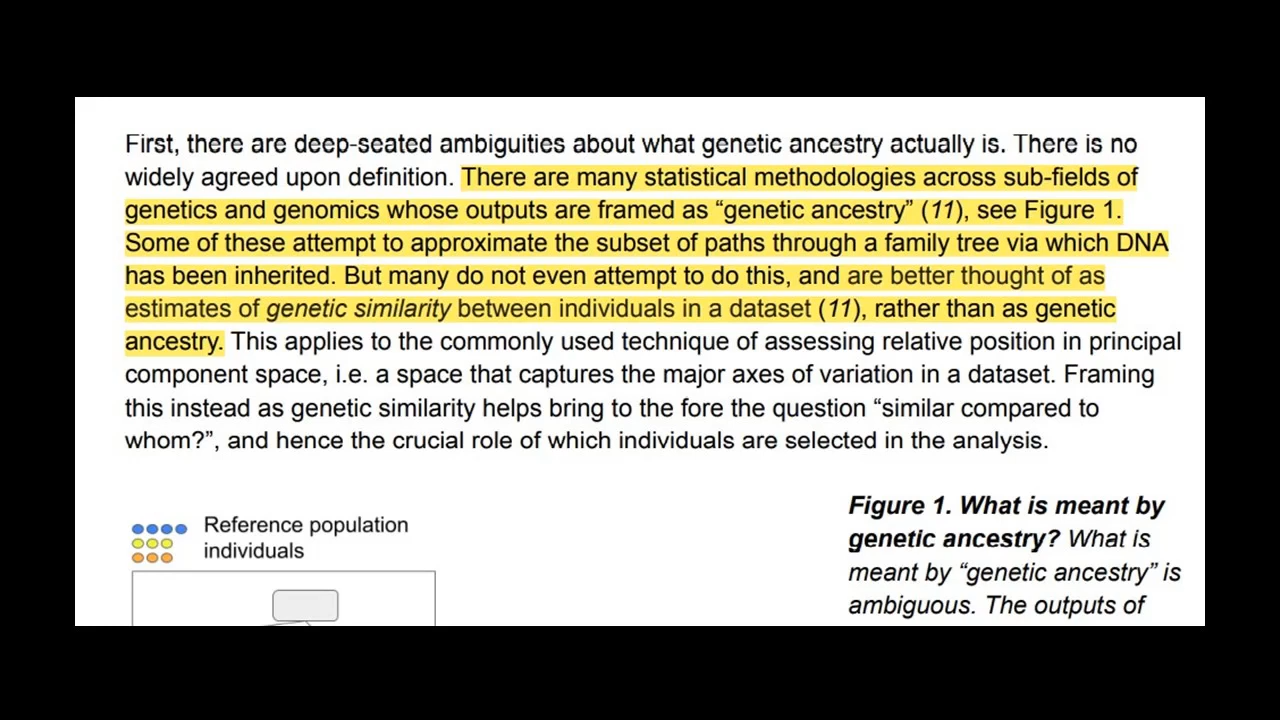 First, there are deep-seated ambiguities about what genetic ancestry actually is. There is no
widely agreed upon definition. There are many statistical methodologies across sub-fields of
genetics and genomics whose outputs are framed as “genetic ancestry” (11), see Figure 1.
Some of these attempt to approximate the subset of paths through a family tree via which DNA
has been inherited. But many do not even attempt to do this, and are better thought of as
estimates of genetic similarity between individuals in a dataset (11), rather than as genetic
ancestry. This applies to the commonly used technique of assessing relative position in principal
component space, i.e. a space that captures the major axes of variation in a dataset. Framing
this instead as genetic similarity helps bring to the fore the question “similar compared to
whom?”, and hence the crucial role of which individuals are selected in the analysis.
Reference population
individuals
Figure 1. What is meant by
genetic ancestry? What is
meant by “genetic ancestry” is
ambiguous. The outputs of